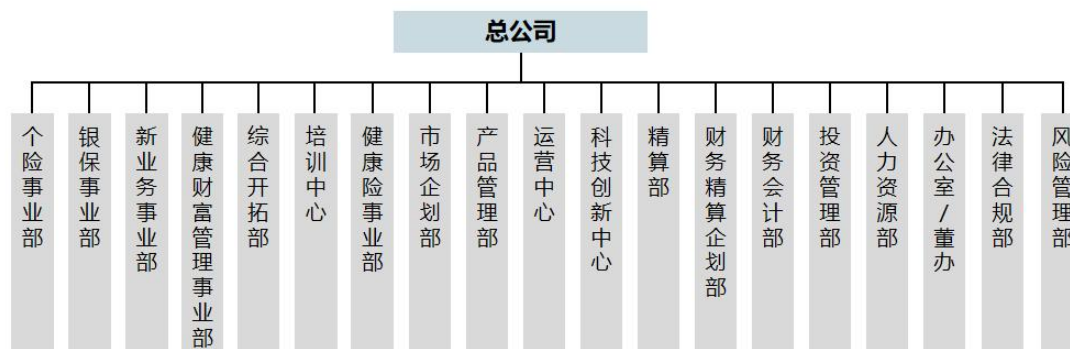 总公司
个险事业部
银保事业部
新业务事业部
健康财富管理事业部
综合开拓部
培训中心
健康险事业部
市场企划部
产品管理部
运营中心
科技创新中心
精算部
财务精算企划部
财务会计部
投资管理部
人力资源部
办公室/董办
法律合规部
风险管理部